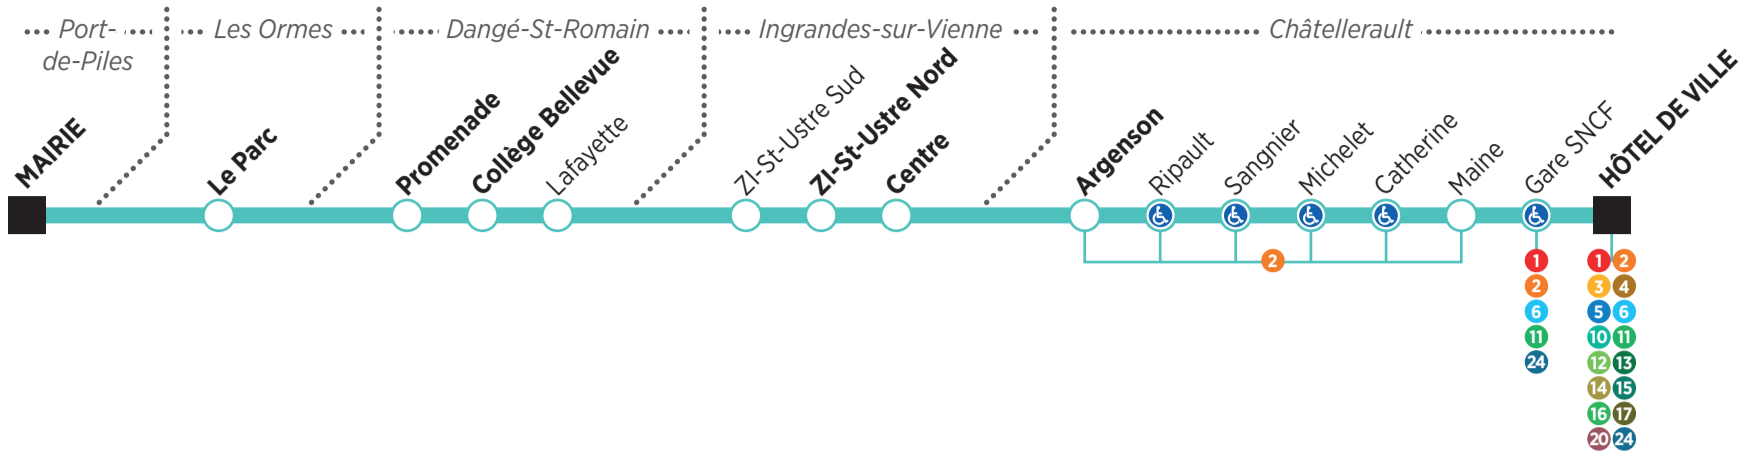 Port-
de-Piles
Les Ormes
Dangé-St-Romain
Ingrandes-sur-Vienne
Châtellerault
MAIRIE
Le Parc
Promenade
Collège Bellevue
Lafayette
ZI-St-Ustre Sud
ZI-St-Ustre Nord
Centre
Argenson
Ripault
Sangnier
Michelet
Catherine
Maine
Gare SNCF
HÔTEL DE VILLE
2
1
2
6
11
24
1 2
3 4
5 6
10 11
12 13
14 15
16 17
20 24